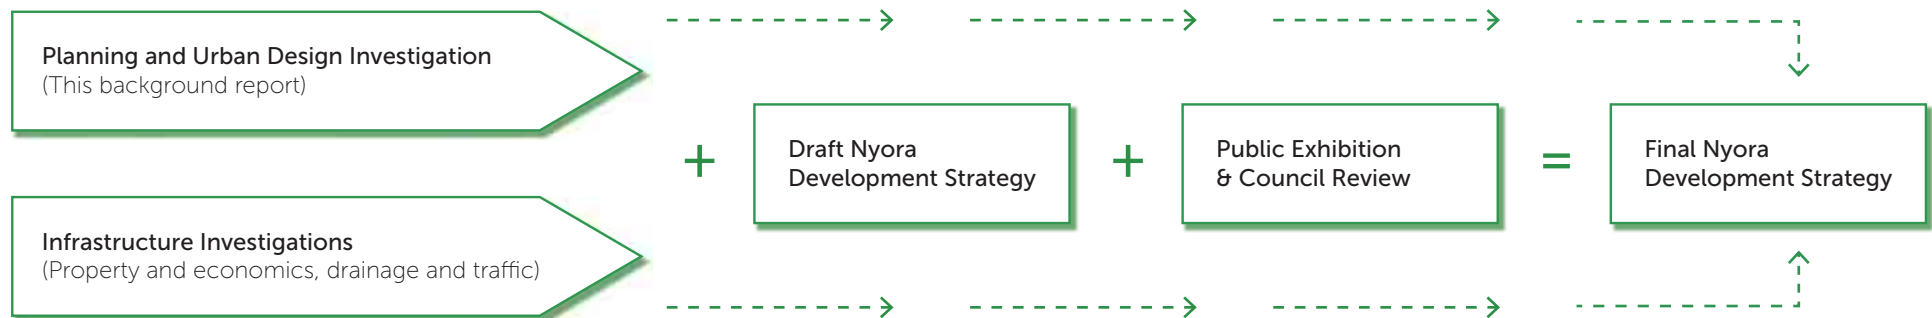 Planning and Urban Design Investigation
(This background report)
Infrastructure Investigations
(Property and economics, drainage and traffic)
+
Draft Nyora
Development Strategy
+
Public Exhibition
& Council Review
=
Final Nyora
Development Strategy